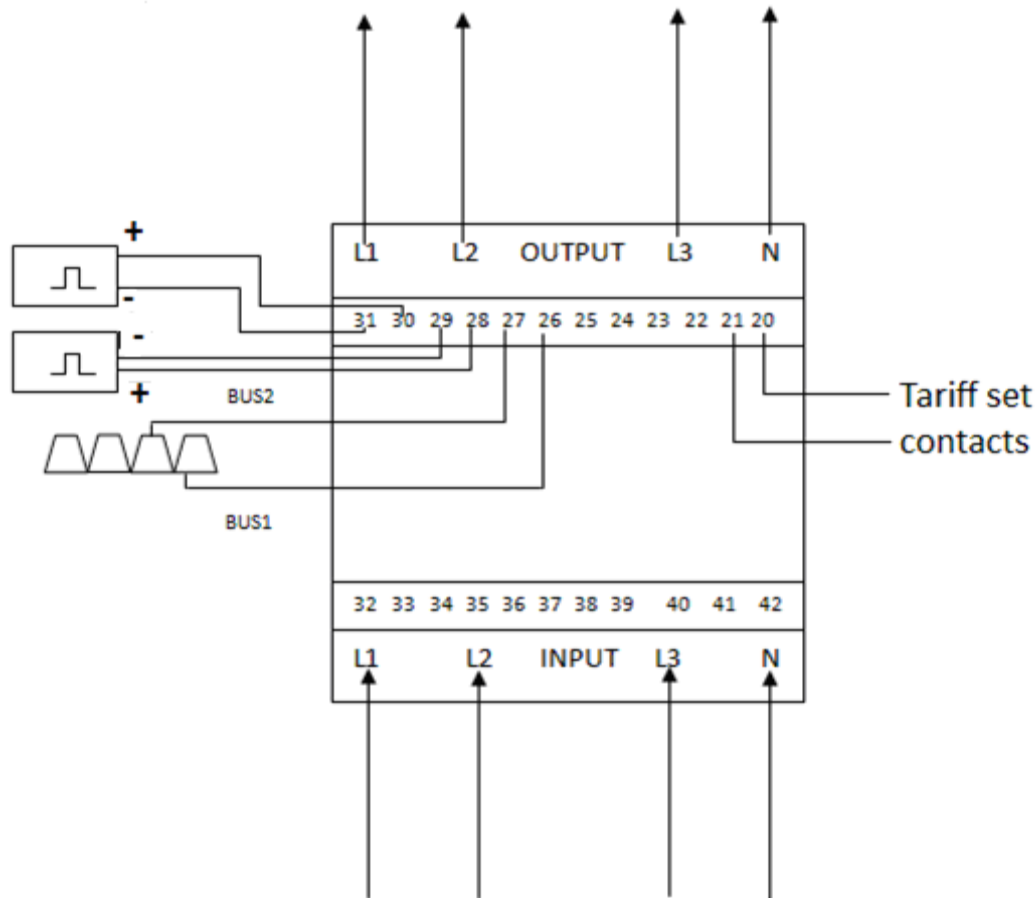 L1 L2 OUTPUT L3 N
+
31 30 29 28 27 26 25 24 23 22 21 20
-
-
+
BUS2
Tariff set
contacts
BUS1
32 33 34 35 36 37 38 39 40 41 42
L1 L2 INPUT L3 N